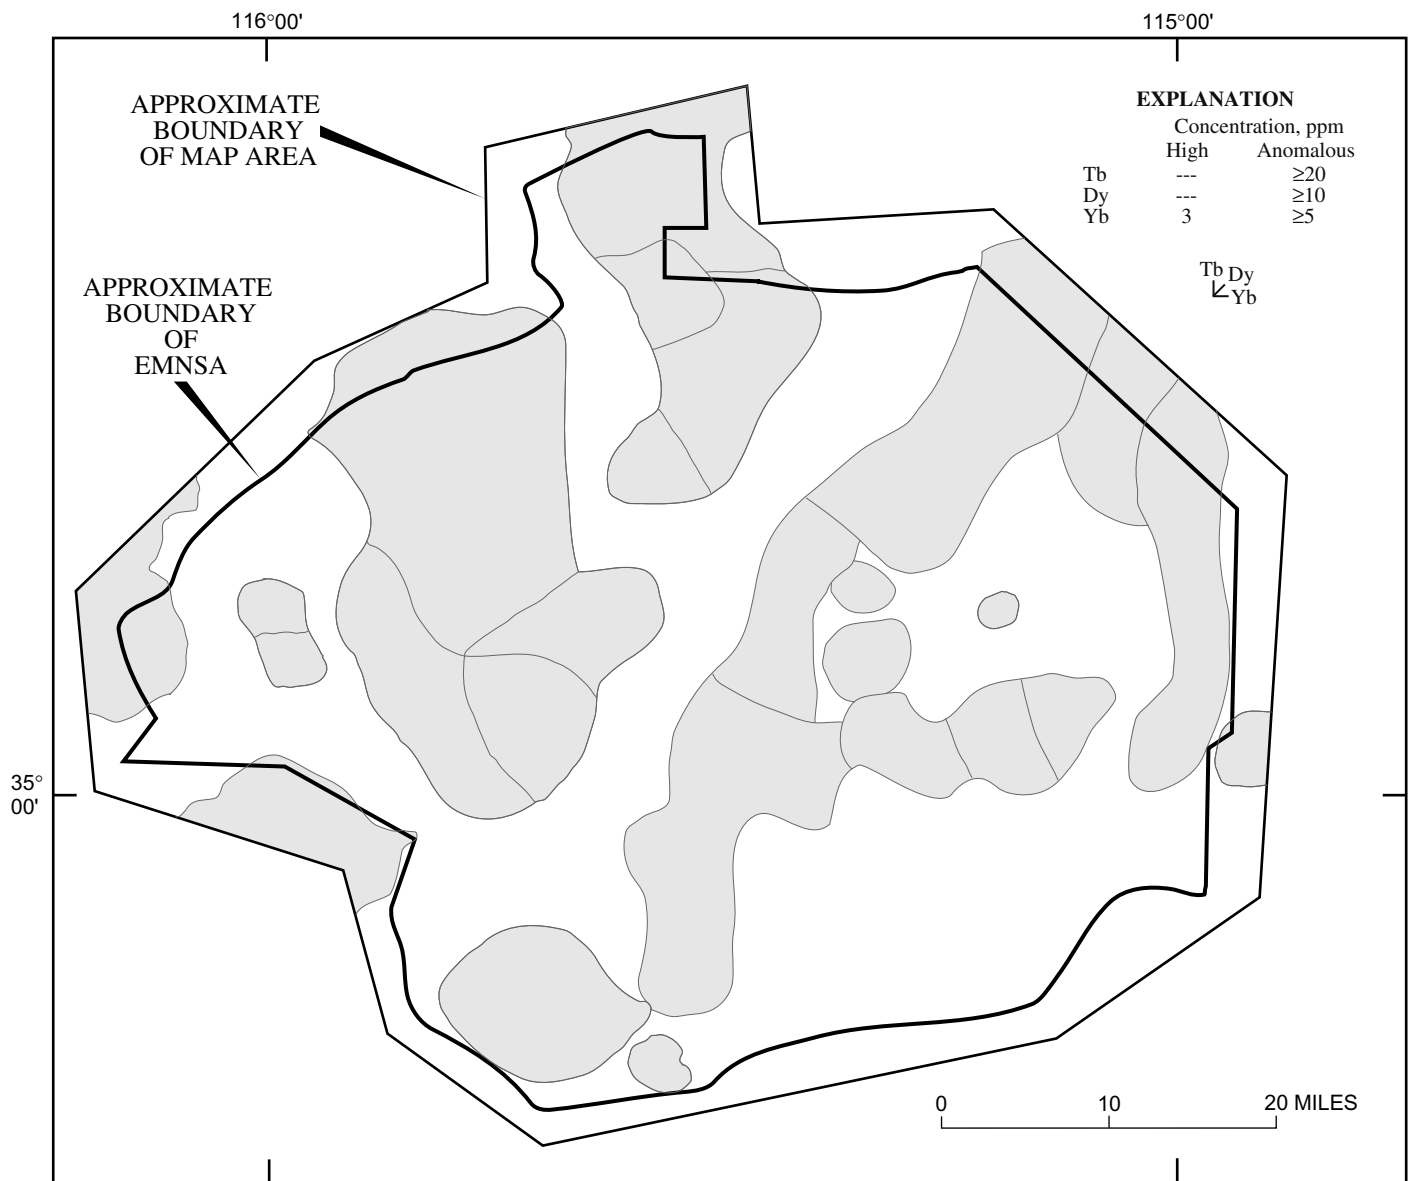 116°00'
115°00'
APPROXIMATE
BOUNDARY
OF MAP AREA
EXPLANATION
Concentration, ppm
High Anomalous
Tb --- ≥20
Dy --- ≥10
Yb 3 ≥5
Tb Dy
Yb
APPROXIMATE
BOUNDARY
OF
EMNSA
35°
00'
0 10 20 MILES